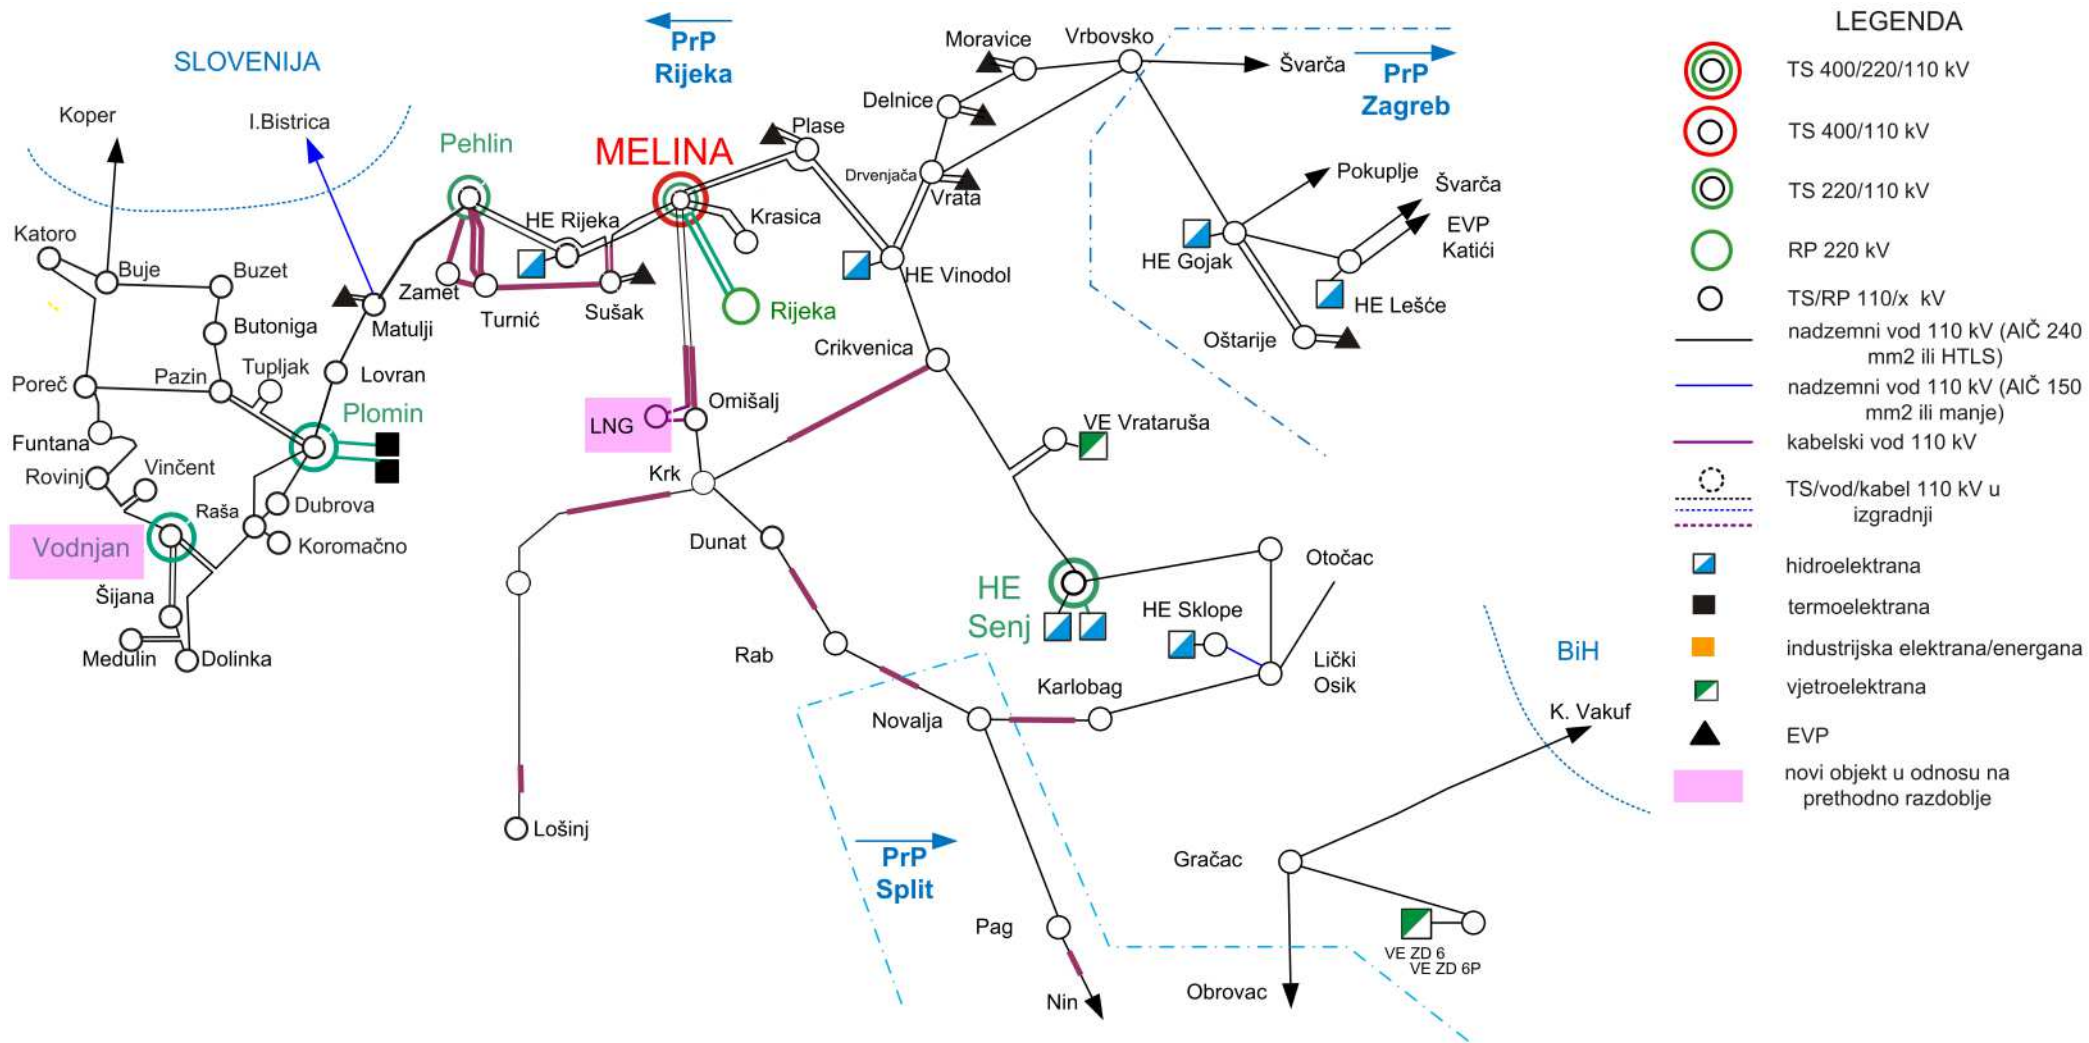 LEGENDA
PrP
Rijeka
Moravice
Vrbovsko
Švarča
PrP
Zagreb
SLOVENIJA
Koper
I.Bistrica
Pehlin
MELINA
Plase
Delnice
Drvenjača
Vrata
Pokuplje
Švarča
EVP
Katići
HE Rijeka
Krasica
HE Gojak
HE Lešće
Katoro
Buje
Buzet
Zamet
Turnić
Sušak
Rijeka
HE Vinodol
Matulji
Butoniga
Oštarije
Crikvenica
Tupljak
Lovran
Poreč
Pazin
Plomin
Omišalj
LNG
VE Vrataruša
Funtana
Rovinj
Vinčent
Krk
Raša
Dubrova
Vodnjan
Koromačno
Dunat
Otočac
Šijana
HE
Senj
HE Sklope
Medulin
Dolinka
Rab
Lički
Osik
BiH
Karlobag
Novalja
K. Vakuf
Lošinj
PrP
Split
Gračac
Pag
VE ZD 6
VE ZD 6P
Nin
Obrovac
TS 400/220/110 kV
TS 400/110 kV
TS 220/110 kV
RP 220 kV
TS/RP 110/x kV
nadzemni vod 110 kV (AlČ 240
mm2 ili HTLS)
nadzemni vod 110 kV (AlČ 150
mm2 ili manje)
kabelski vod 110 kV
TS/vod/kabel 110 kV u
izgradnji
hidroelektrana
termoelektrana
industrijska elektrana/energana
vjetroelektrana
EVP
novi objekt u odnosu na
prethodno razdoblje